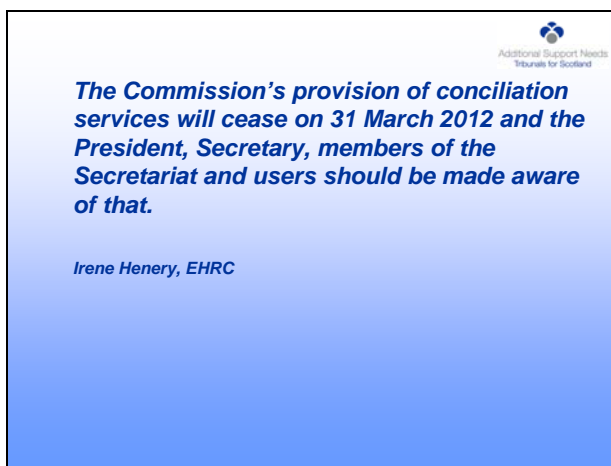 Additional Support Needs
Tribunals for Scotland
The Commission’s provision of conciliation
services will cease on 31 March 2012 and the
President, Secretary, members of the
Secretariat and users should be made aware
of that.
Irene Henery, EHRC